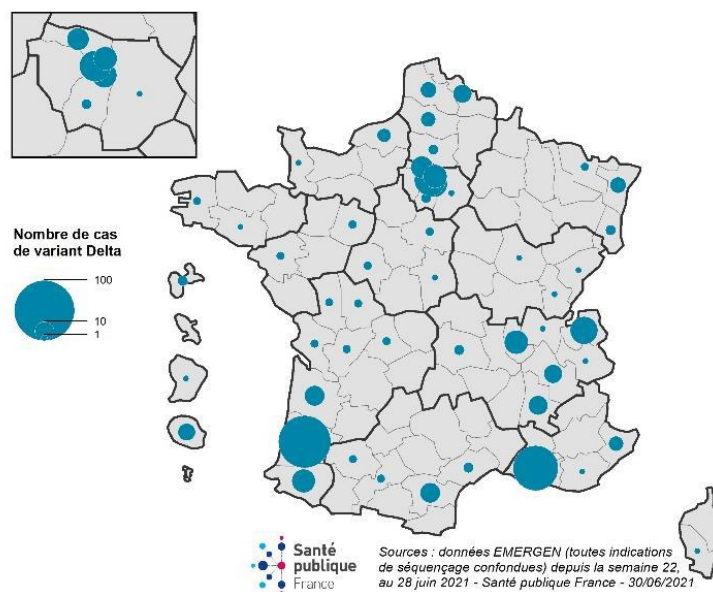 Nombre de cas
de variant Delta
100
10
1
Santé
publique
France
Sources : données EMERGEN (toutes indications
de séquençage confondues) depuis la semaine 22,
au 28 juin 2021 - Santé publique France - 30/06/2021